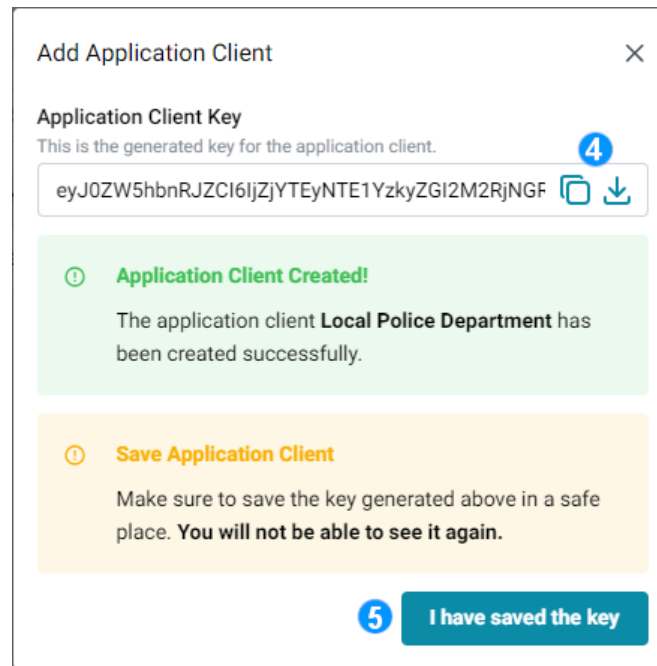 Add Application Client
Application Client Key
This is the generated key for the application client.
4
eyJ0ZW5hbnRJZCI6IjZjYTEyNTE1YzkyZGI2M2RjNGF
Application Client Created!
The application client Local Police Department has
been created successfully.
Save Application Client
Make sure to save the key generated above in a safe
place. You will not be able to see it again.
5
I have saved the key